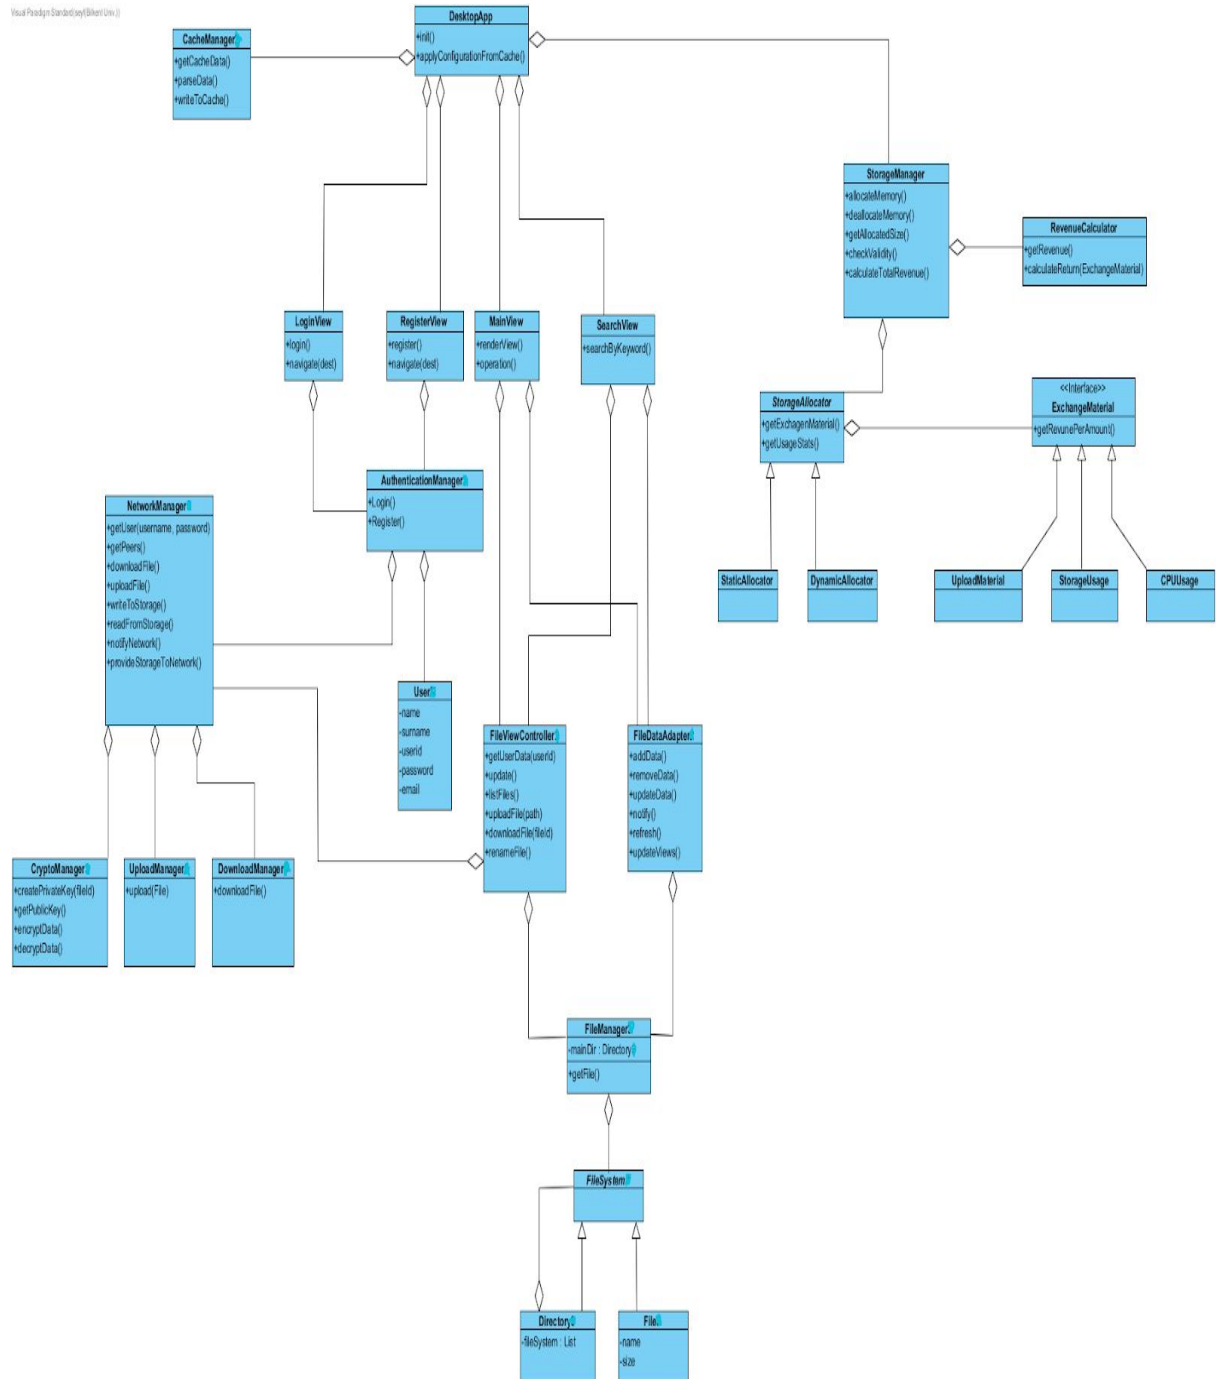 Visual Paradigm Standard(seyf(Bilkent Univ.))
DesktopApp
+init()
+applyConfigurationFromCache()
CacheManager
+getCacheData()
+parseData()
+writeToCache()
StorageManager
+allocateMemory()
+deallocateMemory()
+getAllocatedSize()
+checkValidity()
+calculateTotalRevenue()
RevenueCalculator
+getRevenue()
+calculateReturn(ExchangeMaterial)
LoginView
+login()
+navigate(dest)
RegisterView
+register()
+navigate(dest)
MainView
+renderView()
+operation()
SearchView
+searchByKeyword()
StorageAllocator
+getExchagenMaterial()
+getUsageStats()
<<Interface>>
ExchangeMaterial
+getRevunePerAmount()
AuthenticationManager
+Login()
+Register()
NetworkManager
+getUser(username, password)
+getPeers()
+downloadFile()
+uploadFile()
+writeToStorage()
+readFromStorage()
+notifyNetwork()
+provideStorageToNetwork()
StaticAllocator
DynamicAllocator
UploadMaterial
StorageUsage
CPUUsage
User
-name
-surname
-userid
-password
-email
FileViewController
+getUserData(userId)
+update()
+listFiles()
+uploadFile(path)
+downloadFile(fileId)
+renameFile()
FileDataAdapter
+addData()
+removeData()
+updateData()
+notify()
+refresh()
+updateViews()
CryptoManager
+createPrivateKey(fileId)
+getPublicKey()
+encryptData()
+decryptData()
UploadManager
+upload(File)
DownloadManager
+downloadFile()
FileManager
-mainDir : Directory
+getFile()
FileSystem
Directory
-fileSystem : List
File
-name
-size